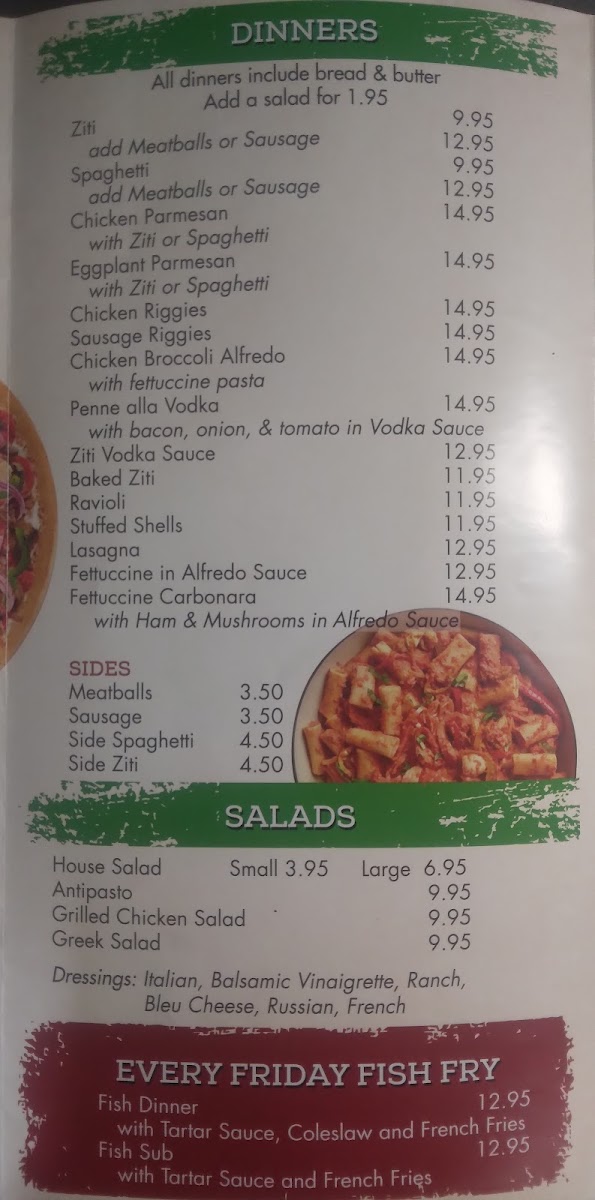 DINNERS
All dinners include bread & butter
Add a salad for 1.95
Ziti 9.95
add Meatballs or Sausage 12.95
Spaghetti 9.95
add Meatballs or Sausage 12.95
Chicken Parmesan 14.95
with Ziti or Spaghetti
Eggplant Parmesan 14.95
with Ziti or Spaghetti
Chicken Riggies 14.95
Sausage Riggies 14.95
Chicken Broccoli Alfredo 14.95
with fettuccine pasta
Penne alla Vodka 14.95
with bacon, onion, & tomato in Vodka Sauce
Ziti Vodka Sauce 12.95
Baked Ziti 11.95
Ravioli 11.95
Stuffed Shells 11.95
Lasagna 12.95
Fettuccine in Alfredo Sauce 12.95
Fettuccine Carbonara 14.95
with Ham & Mushrooms in Alfredo Sauce
SIDES
Meatballs 3.50
Sausage 3.50
Side Spaghetti 4.50
Side Ziti 4.50
SALADS
House Salad Small 3.95 Large 6.95
Antipasto 9.95
Grilled Chicken Salad 9.95
Greek Salad 9.95
Dressings: Italian, Balsamic Vinaigrette, Ranch,
Bleu Cheese, Russian, French
EVERY FRIDAY FISH FRY
Fish Dinner 12.95
with Tartar Sauce, Coleslaw and French Fries
Fish Sub 12.95
with Tartar Sauce and French Fries